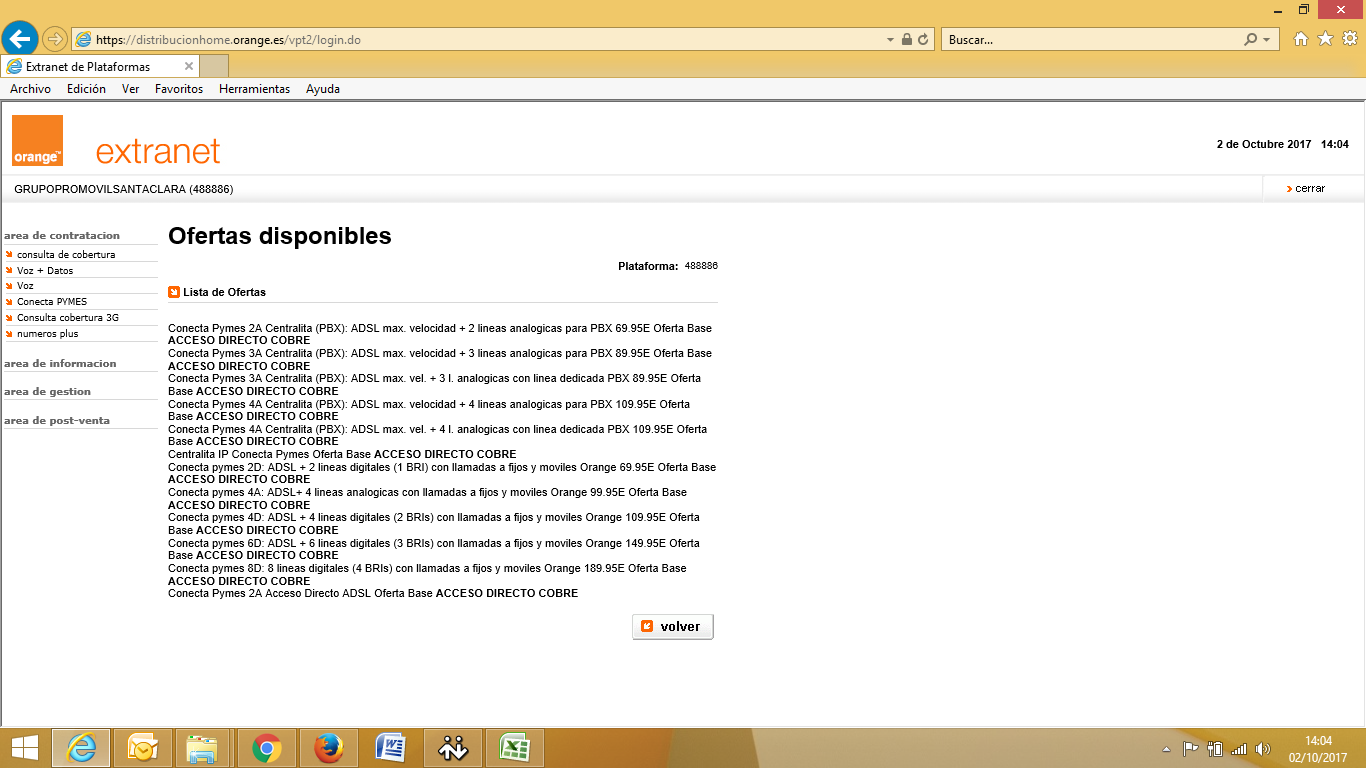 https://distribucionhome.orange.es/vpt2/login.do
Buscar...
Extranet de Plataformas
Archivo Edición Ver Favoritos Herramientas Ayuda
orange™
extranet
2 de Octubre 2017 14:04
GRUPOPROMOVILSANTACLARA (488886)
cerrar
area de contratacion
consulta de cobertura
Voz + Datos
Voz
Conecta PYMES
Consulta cobertura 3G
numeros plus
area de informacion
area de gestion
area de post-venta
Ofertas disponibles
Plataforma: 488886
Lista de Ofertas
Conecta Pymes 2A Centralita (PBX): ADSL max. velocidad + 2 lineas analogicas para PBX 69.95E Oferta Base
ACCESO DIRECTO COBRE
Conecta Pymes 3A Centralita (PBX): ADSL max. velocidad + 3 lineas analogicas para PBX 89.95E Oferta Base
ACCESO DIRECTO COBRE
Conecta Pymes 3A Centralita (PBX): ADSL max. vel. + 3 l. analogicas con linea dedicada PBX 89.95E Oferta
Base ACCESO DIRECTO COBRE
Conecta Pymes 4A Centralita (PBX): ADSL max. velocidad + 4 lineas analogicas para PBX 109.95E Oferta
Base ACCESO DIRECTO COBRE
Conecta Pymes 4A Centralita (PBX): ADSL max. vel. + 4 l. analogicas con linea dedicada PBX 109.95E Oferta
Base ACCESO DIRECTO COBRE
Centralita IP Conecta Pymes Oferta Base ACCESO DIRECTO COBRE
Conecta pymes 2D: ADSL + 2 lineas digitales (1 BRI) con llamadas a fijos y moviles Orange 69.95E Oferta Base
ACCESO DIRECTO COBRE
Conecta pymes 4A: ADSL+ 4 lineas analogicas con llamadas a fijos y moviles Orange 99.95E Oferta Base
ACCESO DIRECTO COBRE
Conecta pymes 4D: ADSL + 4 lineas digitales (2 BRIs) con llamadas a fijos y moviles Orange 109.95E Oferta
Base ACCESO DIRECTO COBRE
Conecta pymes 6D: ADSL + 6 lineas digitales (3 BRIs) con llamadas a fijos y moviles Orange 149.95E Oferta
Base ACCESO DIRECTO COBRE
Conecta pymes 8D: 8 lineas digitales (4 BRIs) con llamadas a fijos y moviles Orange 189.95E Oferta Base
ACCESO DIRECTO COBRE
Conecta Pymes 2A Acceso Directo ADSL Oferta Base ACCESO DIRECTO COBRE
volver
14:04
02/10/2017